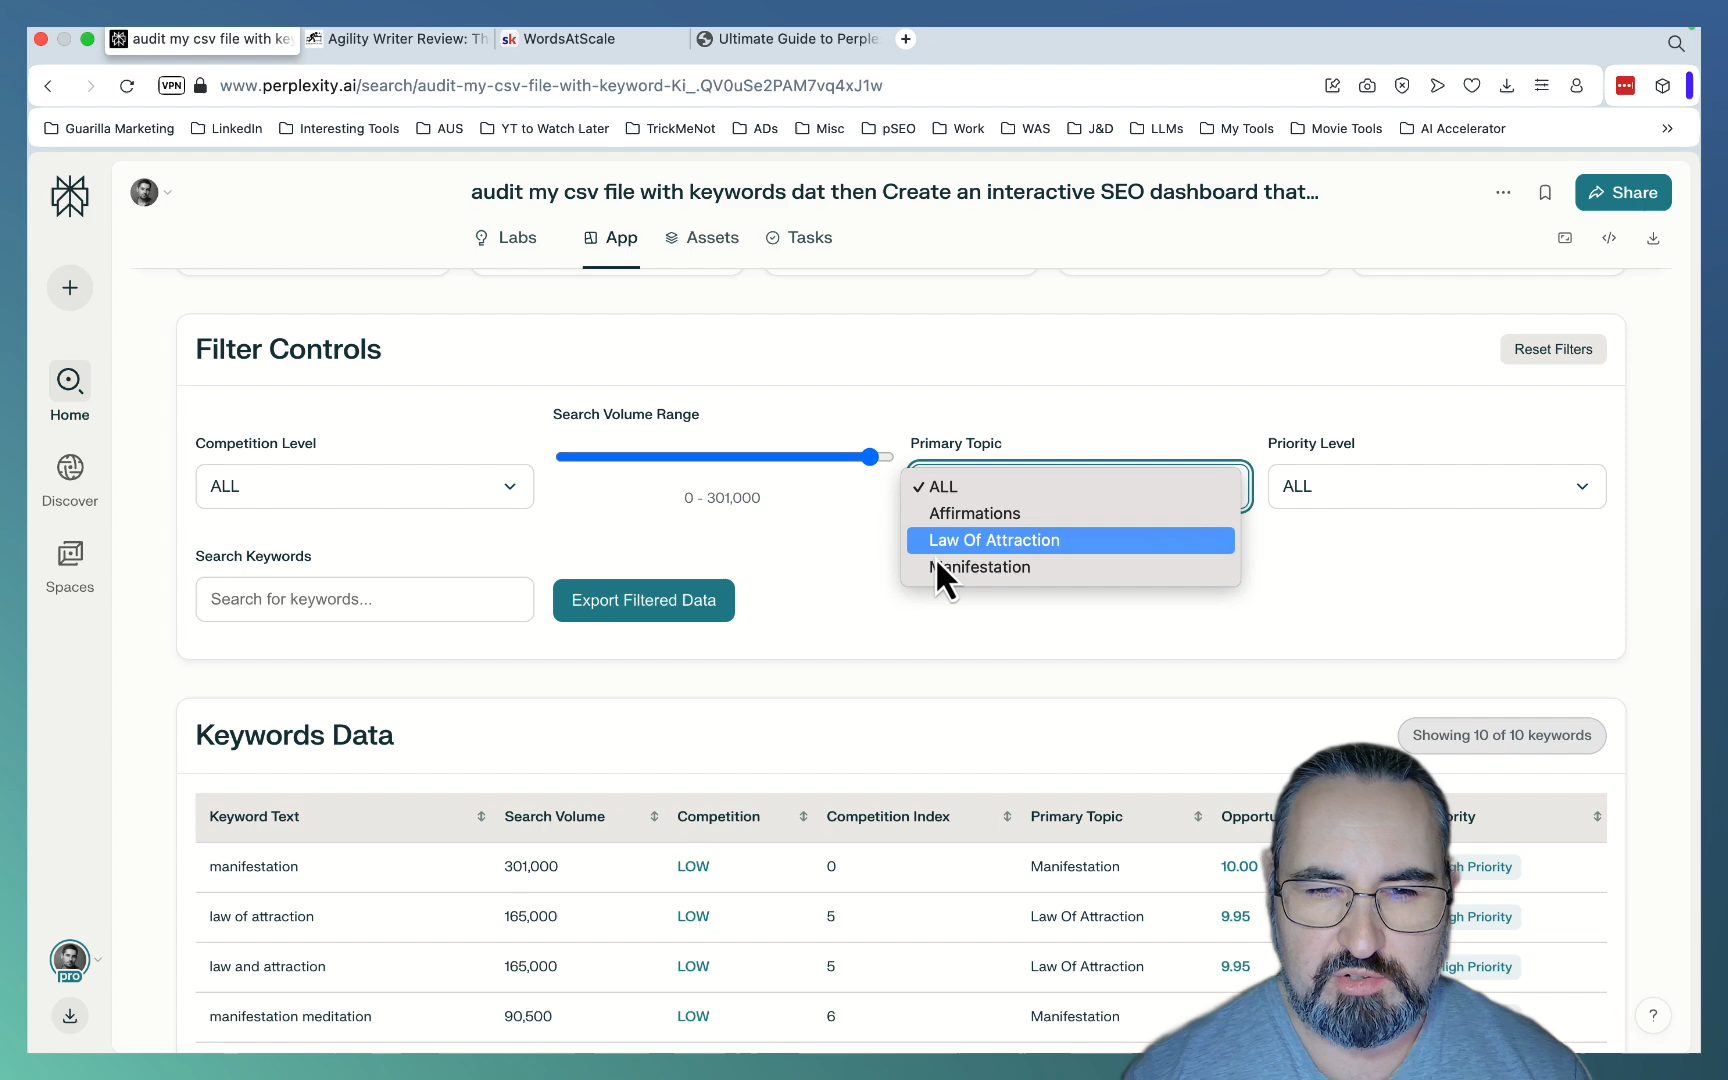 audit my csv file with key
Agility Writer Review: Th
sk WordsAtScale
Ultimate Guide to Perple
VPN
www.perplexity.ai/search/audit-my-csv-file-with-keyword-Ki_.QV0uSe2PAM7vq4xJ1w
Guarilla Marketing
LinkedIn
Interesting Tools
AUS
YT to Watch Later
TrickMeNot
ADs
Misc
pSEO
Work
WAS
J&D
LLMs
My Tools
Movie Tools
AI Accelerator
audit my csv file with keywords dat then Create an interactive SEO dashboard that...
Share
Labs
App
Assets
Tasks
Home
Discover
Spaces
pro
Filter Controls
Reset Filters
Competition Level
ALL
Search Volume Range
0 - 301,000
Primary Topic
ALL
Affirmations
Law Of Attraction
Manifestation
Priority Level
ALL
Search Keywords
Search for keywords...
Export Filtered Data
Keywords Data
Showing 10 of 10 keywords
Keyword Text Search Volume Competition Competition Index Primary Topic
manifestation 301,000 LOW 0 Manifestation 10.00 Priority
law of attraction 165,000 LOW 5 Law Of Attraction 9.95 Priority
law and attraction 165,000 LOW 5 Law Of Attraction 9.95 Priority
manifestation meditation 90,500 LOW 6 Manifestation
?